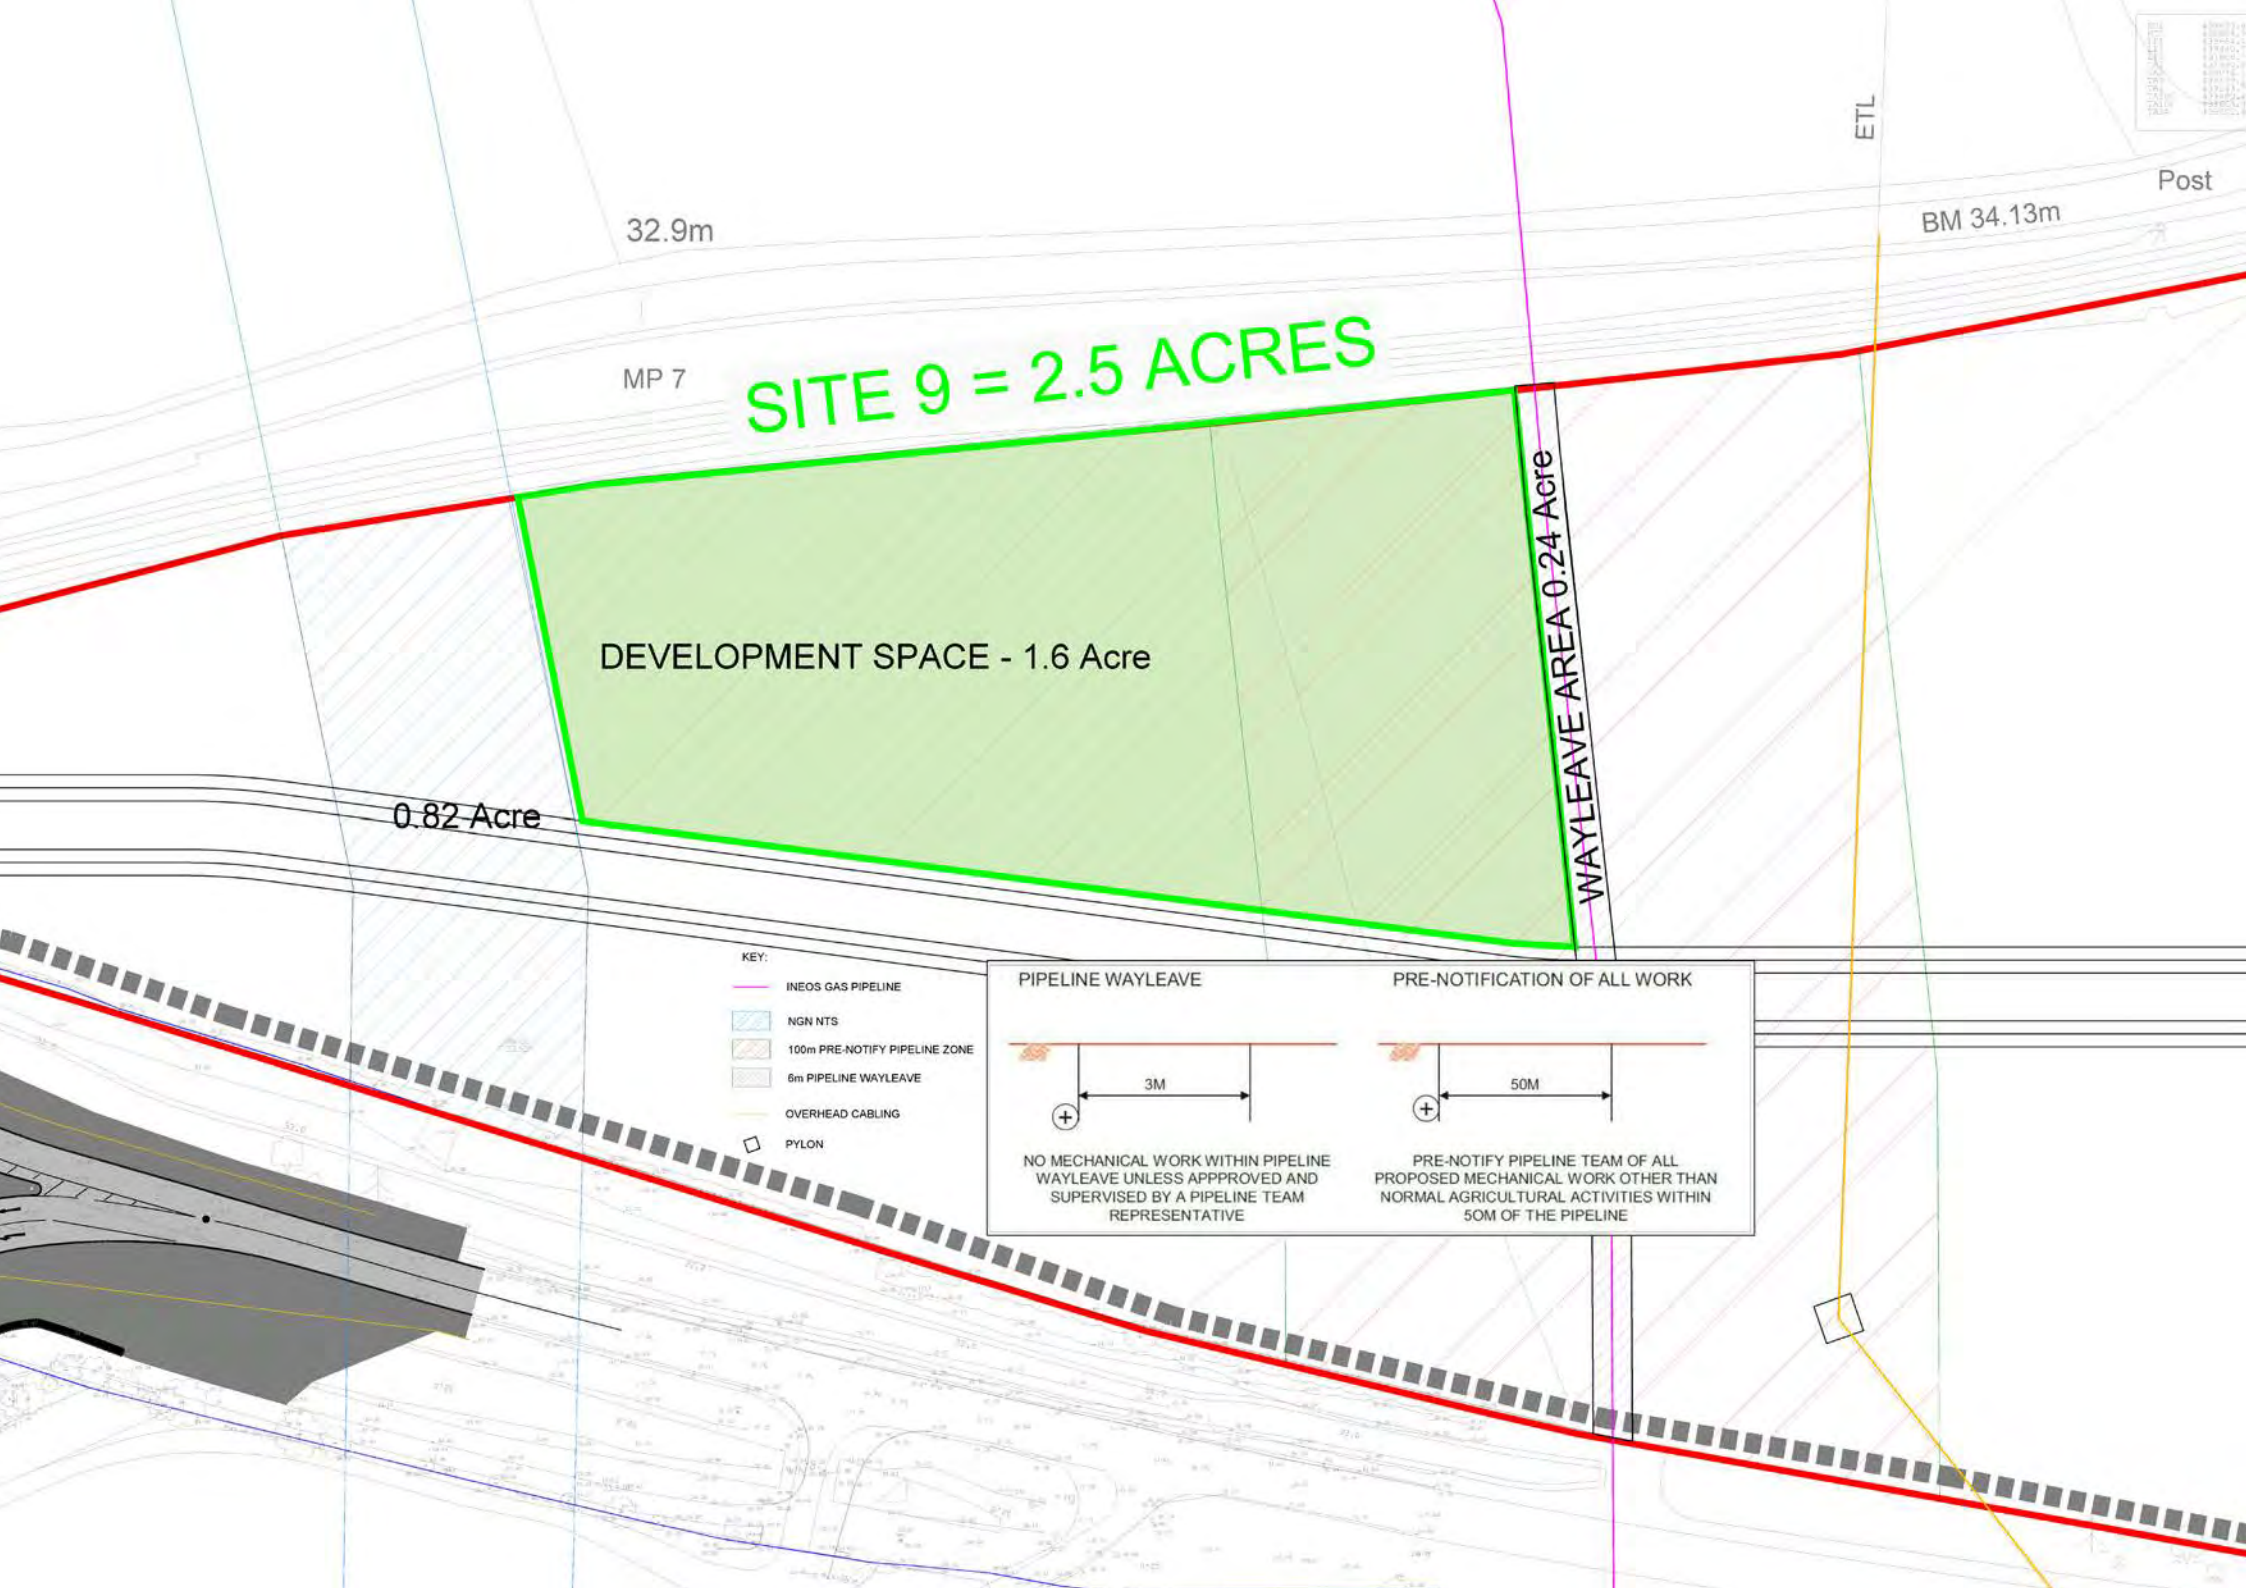 ETL
Post
BM 34.13m
32.9m
MP 7
SITE 9 = 2.5 ACRES
WAYLEAVE AREA 0.24 Acre
DEVELOPMENT SPACE - 1.6 Acre
0.82 Acre
KEY:
INEOS GAS PIPELINE
NGN NTS
100m PRE-NOTIFY PIPELINE ZONE
6m PIPELINE WAYLEAVE
OVERHEAD CABLING
PYLON
PIPELINE WAYLEAVE
3M
NO MECHANICAL WORK WITHIN PIPELINE
WAYLEAVE UNLESS APPPROVED AND
SUPERVISED BY A PIPELINE TEAM
REPRESENTATIVE
PRE-NOTIFICATION OF ALL WORK
50M
PRE-NOTIFY PIPELINE TEAM OF ALL
PROPOSED MECHANICAL WORK OTHER THAN
NORMAL AGRICULTURAL ACTIVITIES WITHIN
50M OF THE PIPELINE